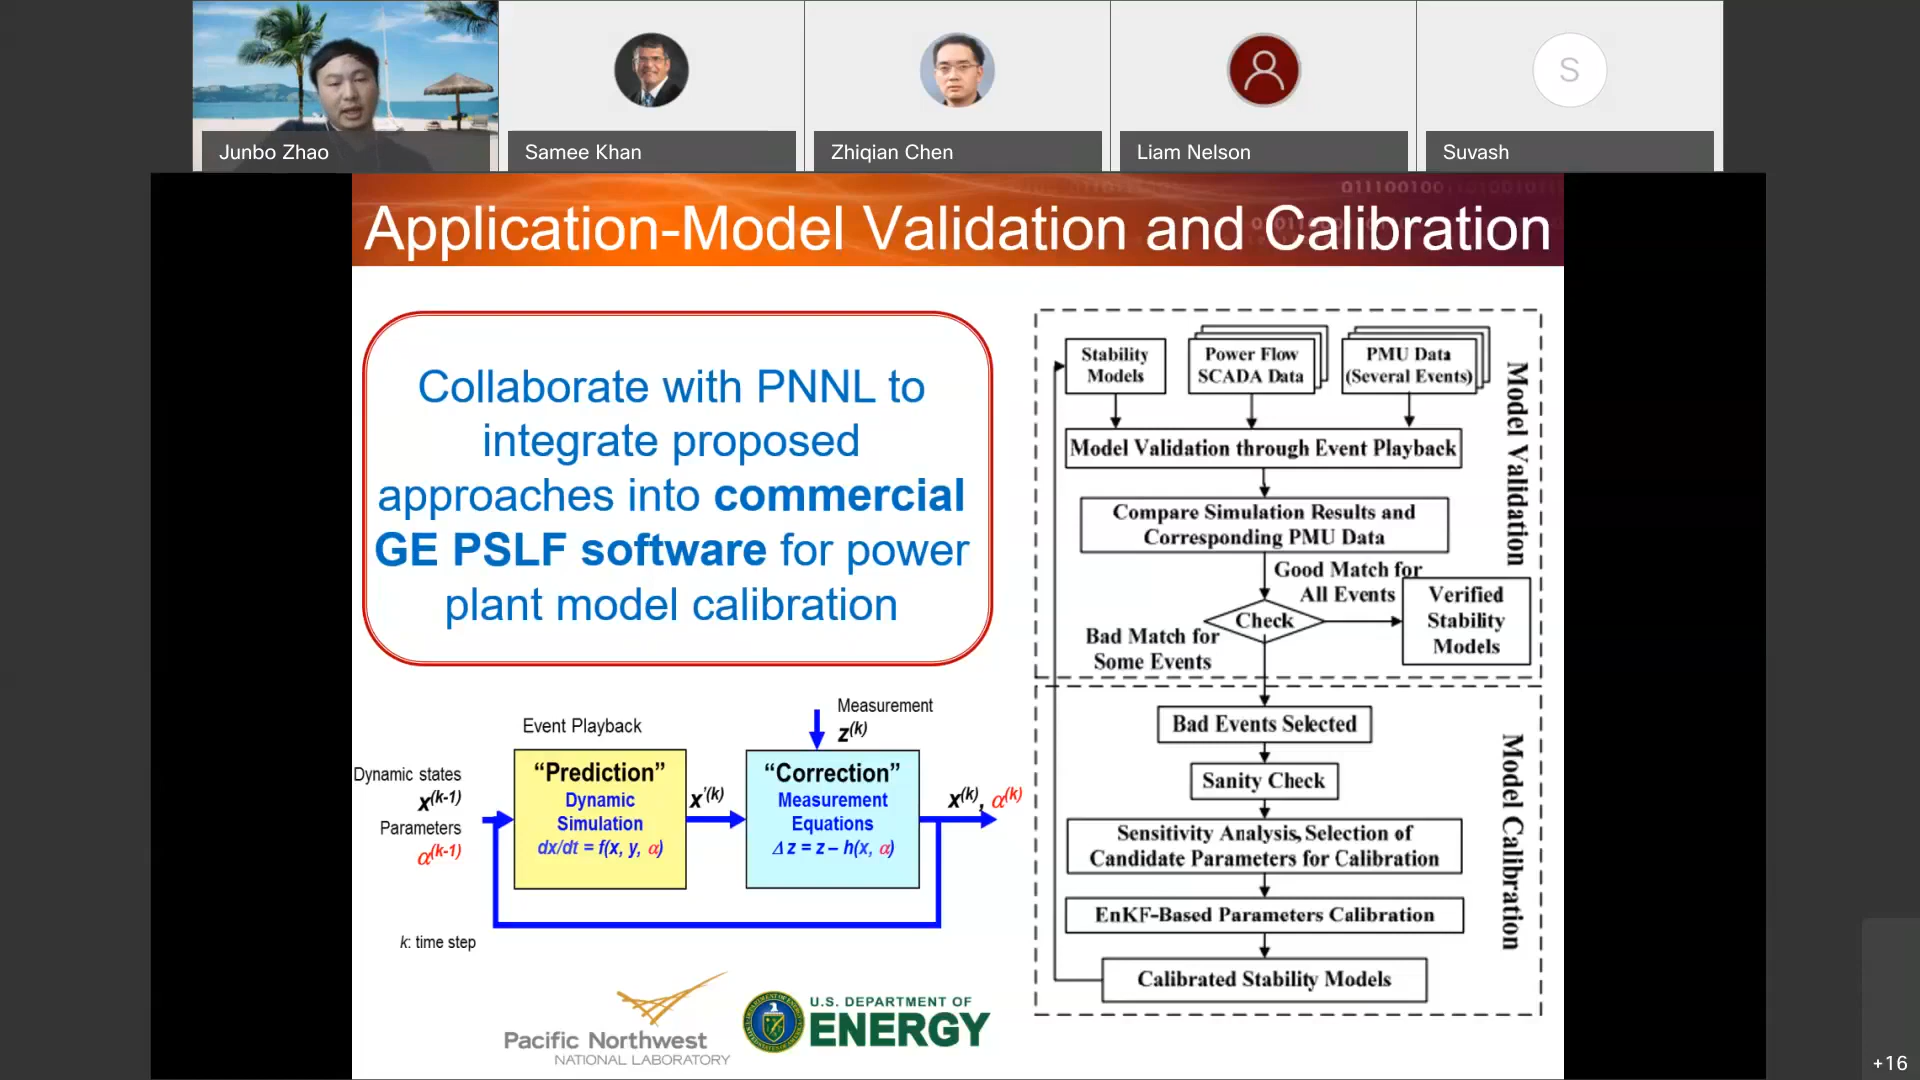 Junbo Zhao
Samee Khan
Zhiqian Chen
Liam Nelson
S
Suvash
Application-Model Validation and Calibration
Collaborate with PNNL to
integrate proposed
approaches into commercial
GE PSLF software for power
plant model calibration
Event Playback
Measurement
z(k)
Dynamic states
x(k-1)
Parameters
α(k-1)
“Prediction”
Dynamic
Simulation
dx/dt = f(x, y, α)
x'(k)
“Correction”
Measurement
Equations
Δ z = z – h(x, α)
x(k), α(k)
k: time step
Pacific Northwest
NATIONAL LABORATORY
U.S. DEPARTMENT OF
ENERGY
Stability
Models
Power Flow
SCADA Data
PMU Data
(Several Events)
Model Validation through Event Playback
Compare Simulation Results and
Corresponding PMU Data
Good Match for
All Events
Check
Verified
Stability
Models
Bad Match for
Some Events
Model Validation
Bad Events Selected
Sanity Check
Sensitivity Analysis, Selection of
Candidate Parameters for Calibration
EnKF-Based Parameters Calibration
Calibrated Stability Models
Model Calibration
+16